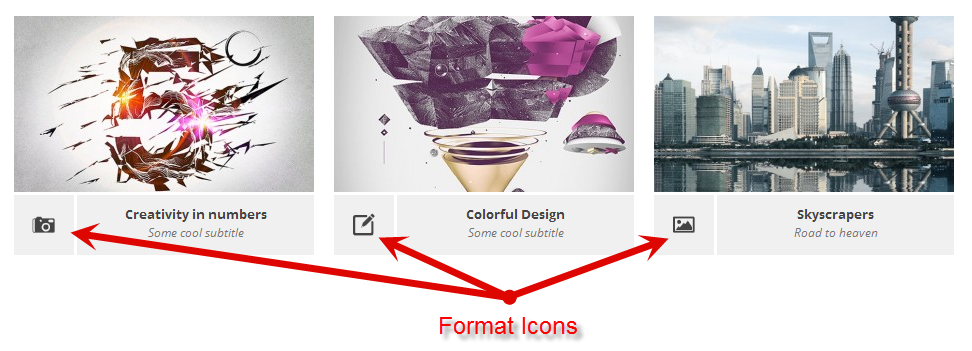 Creativity in numbers
Some cool subtitle
Colorful Design
Some cool subtitle
Skyscrapers
Road to heaven
Format Icons